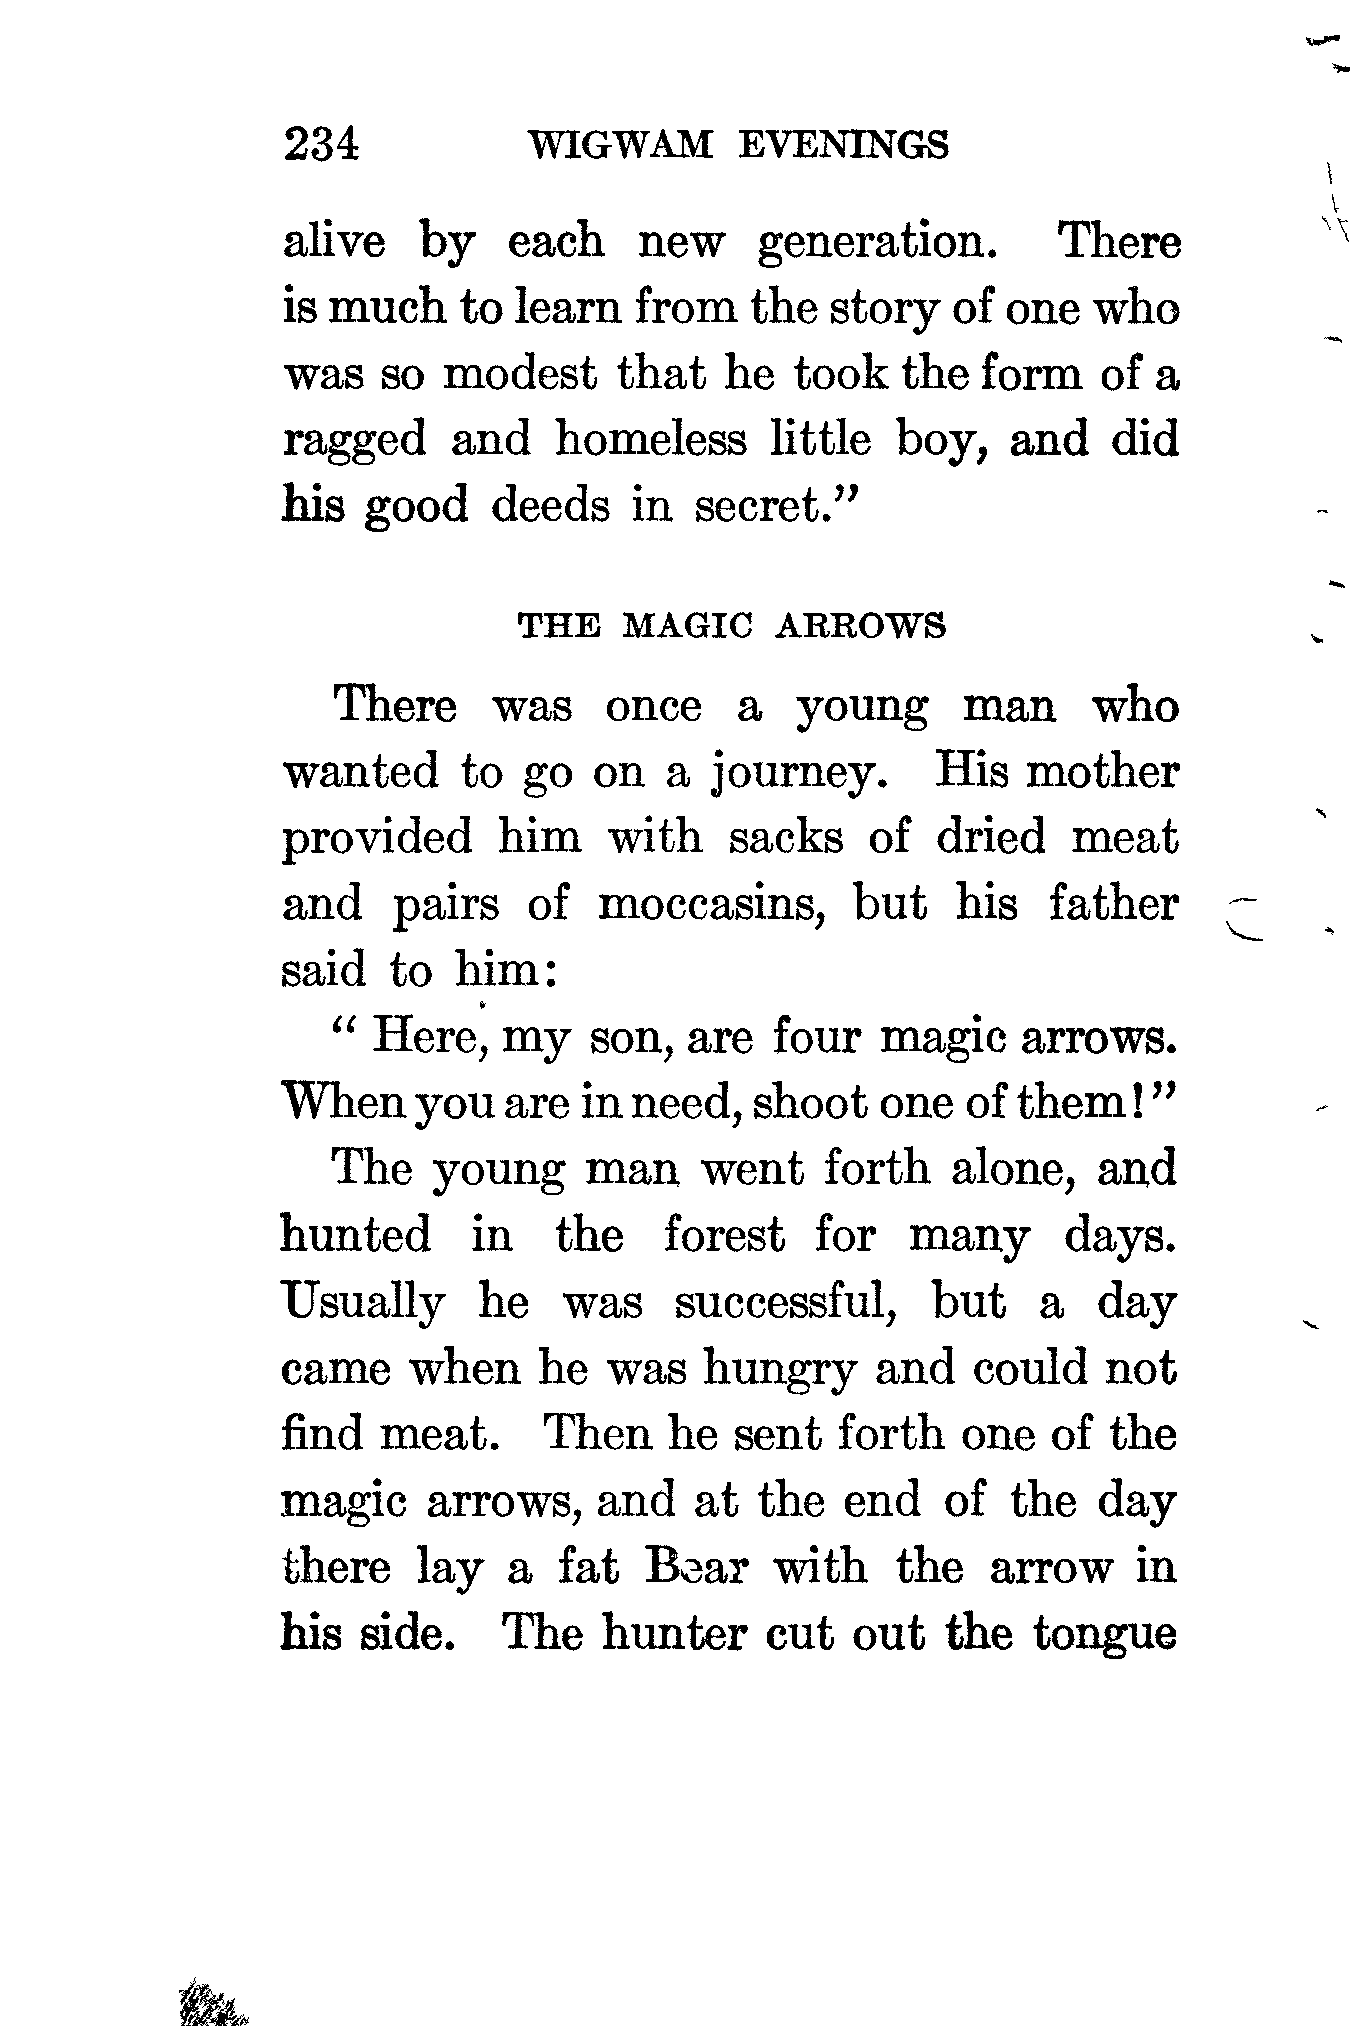 234 WIGWAM EVENINGS
alive by each new generation. There
is much to learn from the story of one who
was so modest that he took the form of a
ragged and homeless little boy, and did
his good deeds in secret."
THE MAGIC ARROWS
There was once a young man who
wanted to go on a journey. His mother
provided him with sacks of dried meat
and pairs of moccasins, but his father
said to him:
" Here, my son, are four magic arrows.
When you are in need, shoot one of them!"
The young man went forth alone, and
hunted in the forest for many days.
Usually he was successful, but a day
came when he was hungry and could not
find meat. Then he sent forth one of the
magic arrows, and at the end of the day
there lay a fat Bear with the arrow in
his side. The hunter cut out the tongue